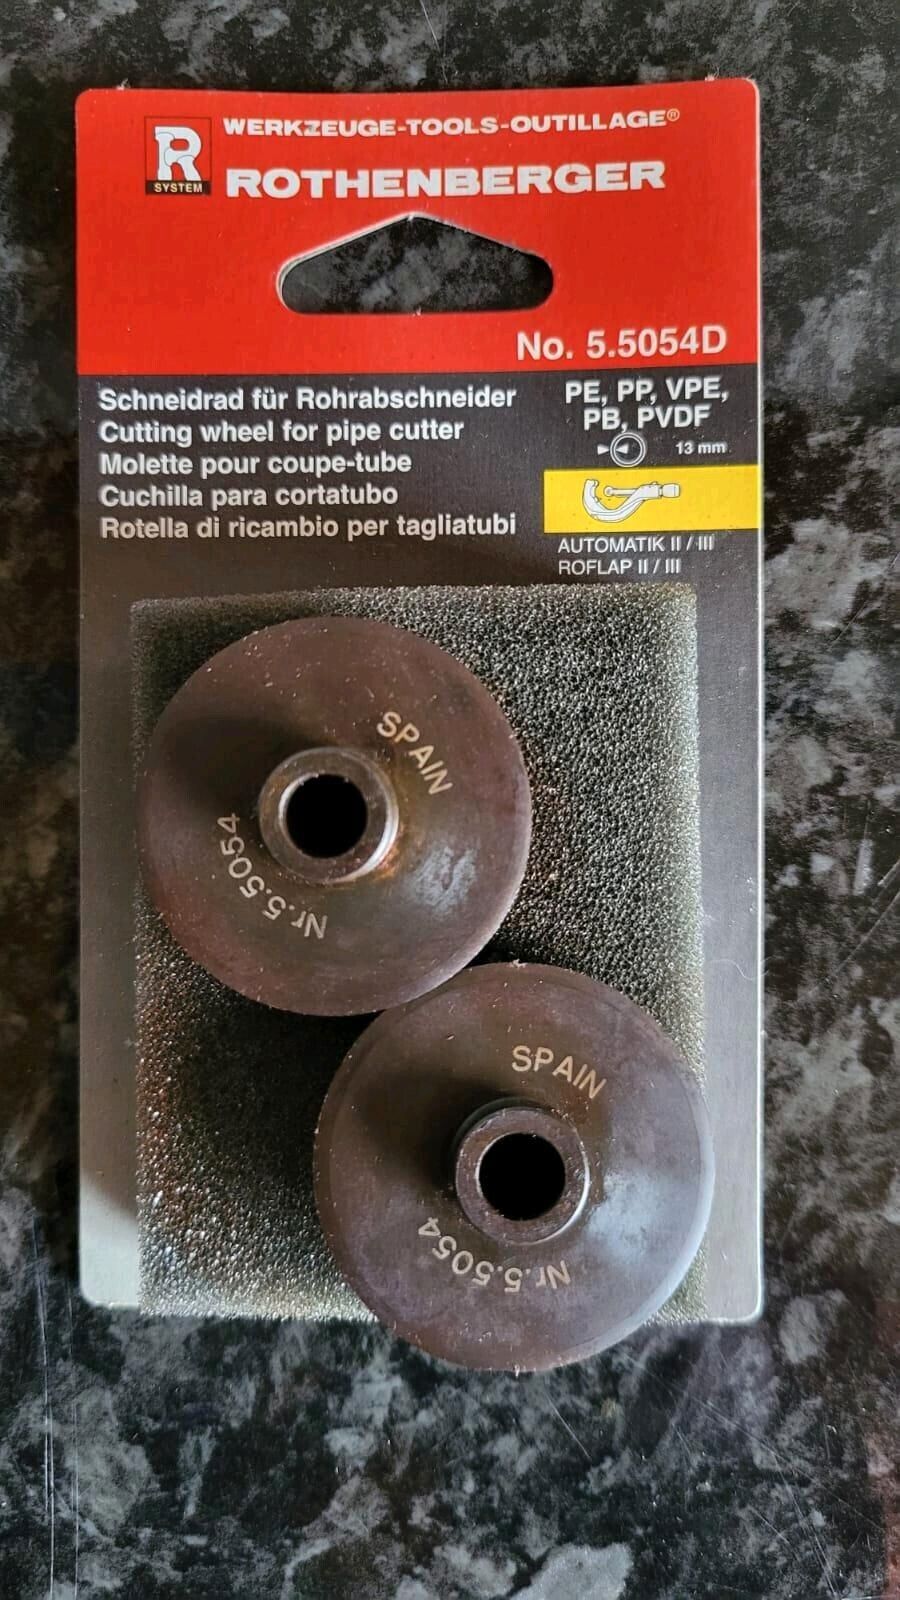 R
SYSTEM
WERKZEUGE-TOOLS-OUTILLAGE®
ROTHENBERGER
No. 5.5054D
Schneidrad für Rohrabschneider
Cutting wheel for pipe cutter
Molette pour coupe-tube
Cuchilla para cortatubo
Rotella di ricambio per tagliatubi
PE, PP, VPE,
PB, PVDF
13 mm
AUTOMATIK II / III
ROFLAP II / III
SPAIN
Nr.5.5054
SPAIN
Nr.5.5054